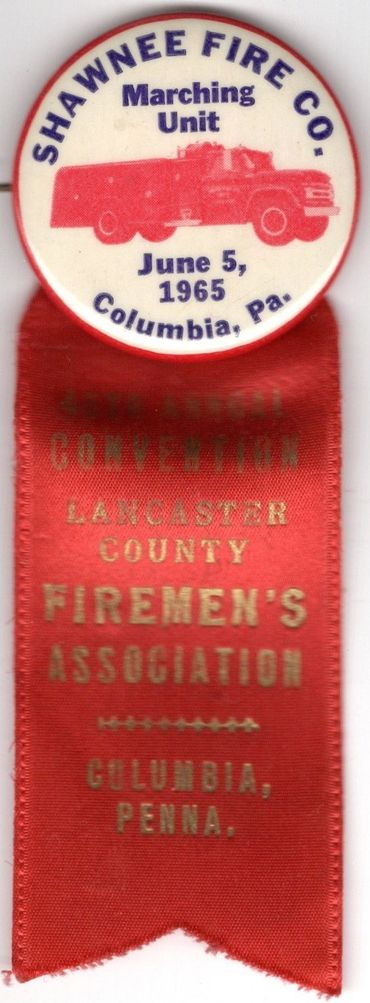 SHAWNEE FIRE CO.
Marching
Unit
June 5,
1965
Columbia, Pa.
ANNUAL
CONVENTION
LANCASTER
COUNTY
FIREMEN'S
ASSOCIATION
COLUMBIA,
PENNA.